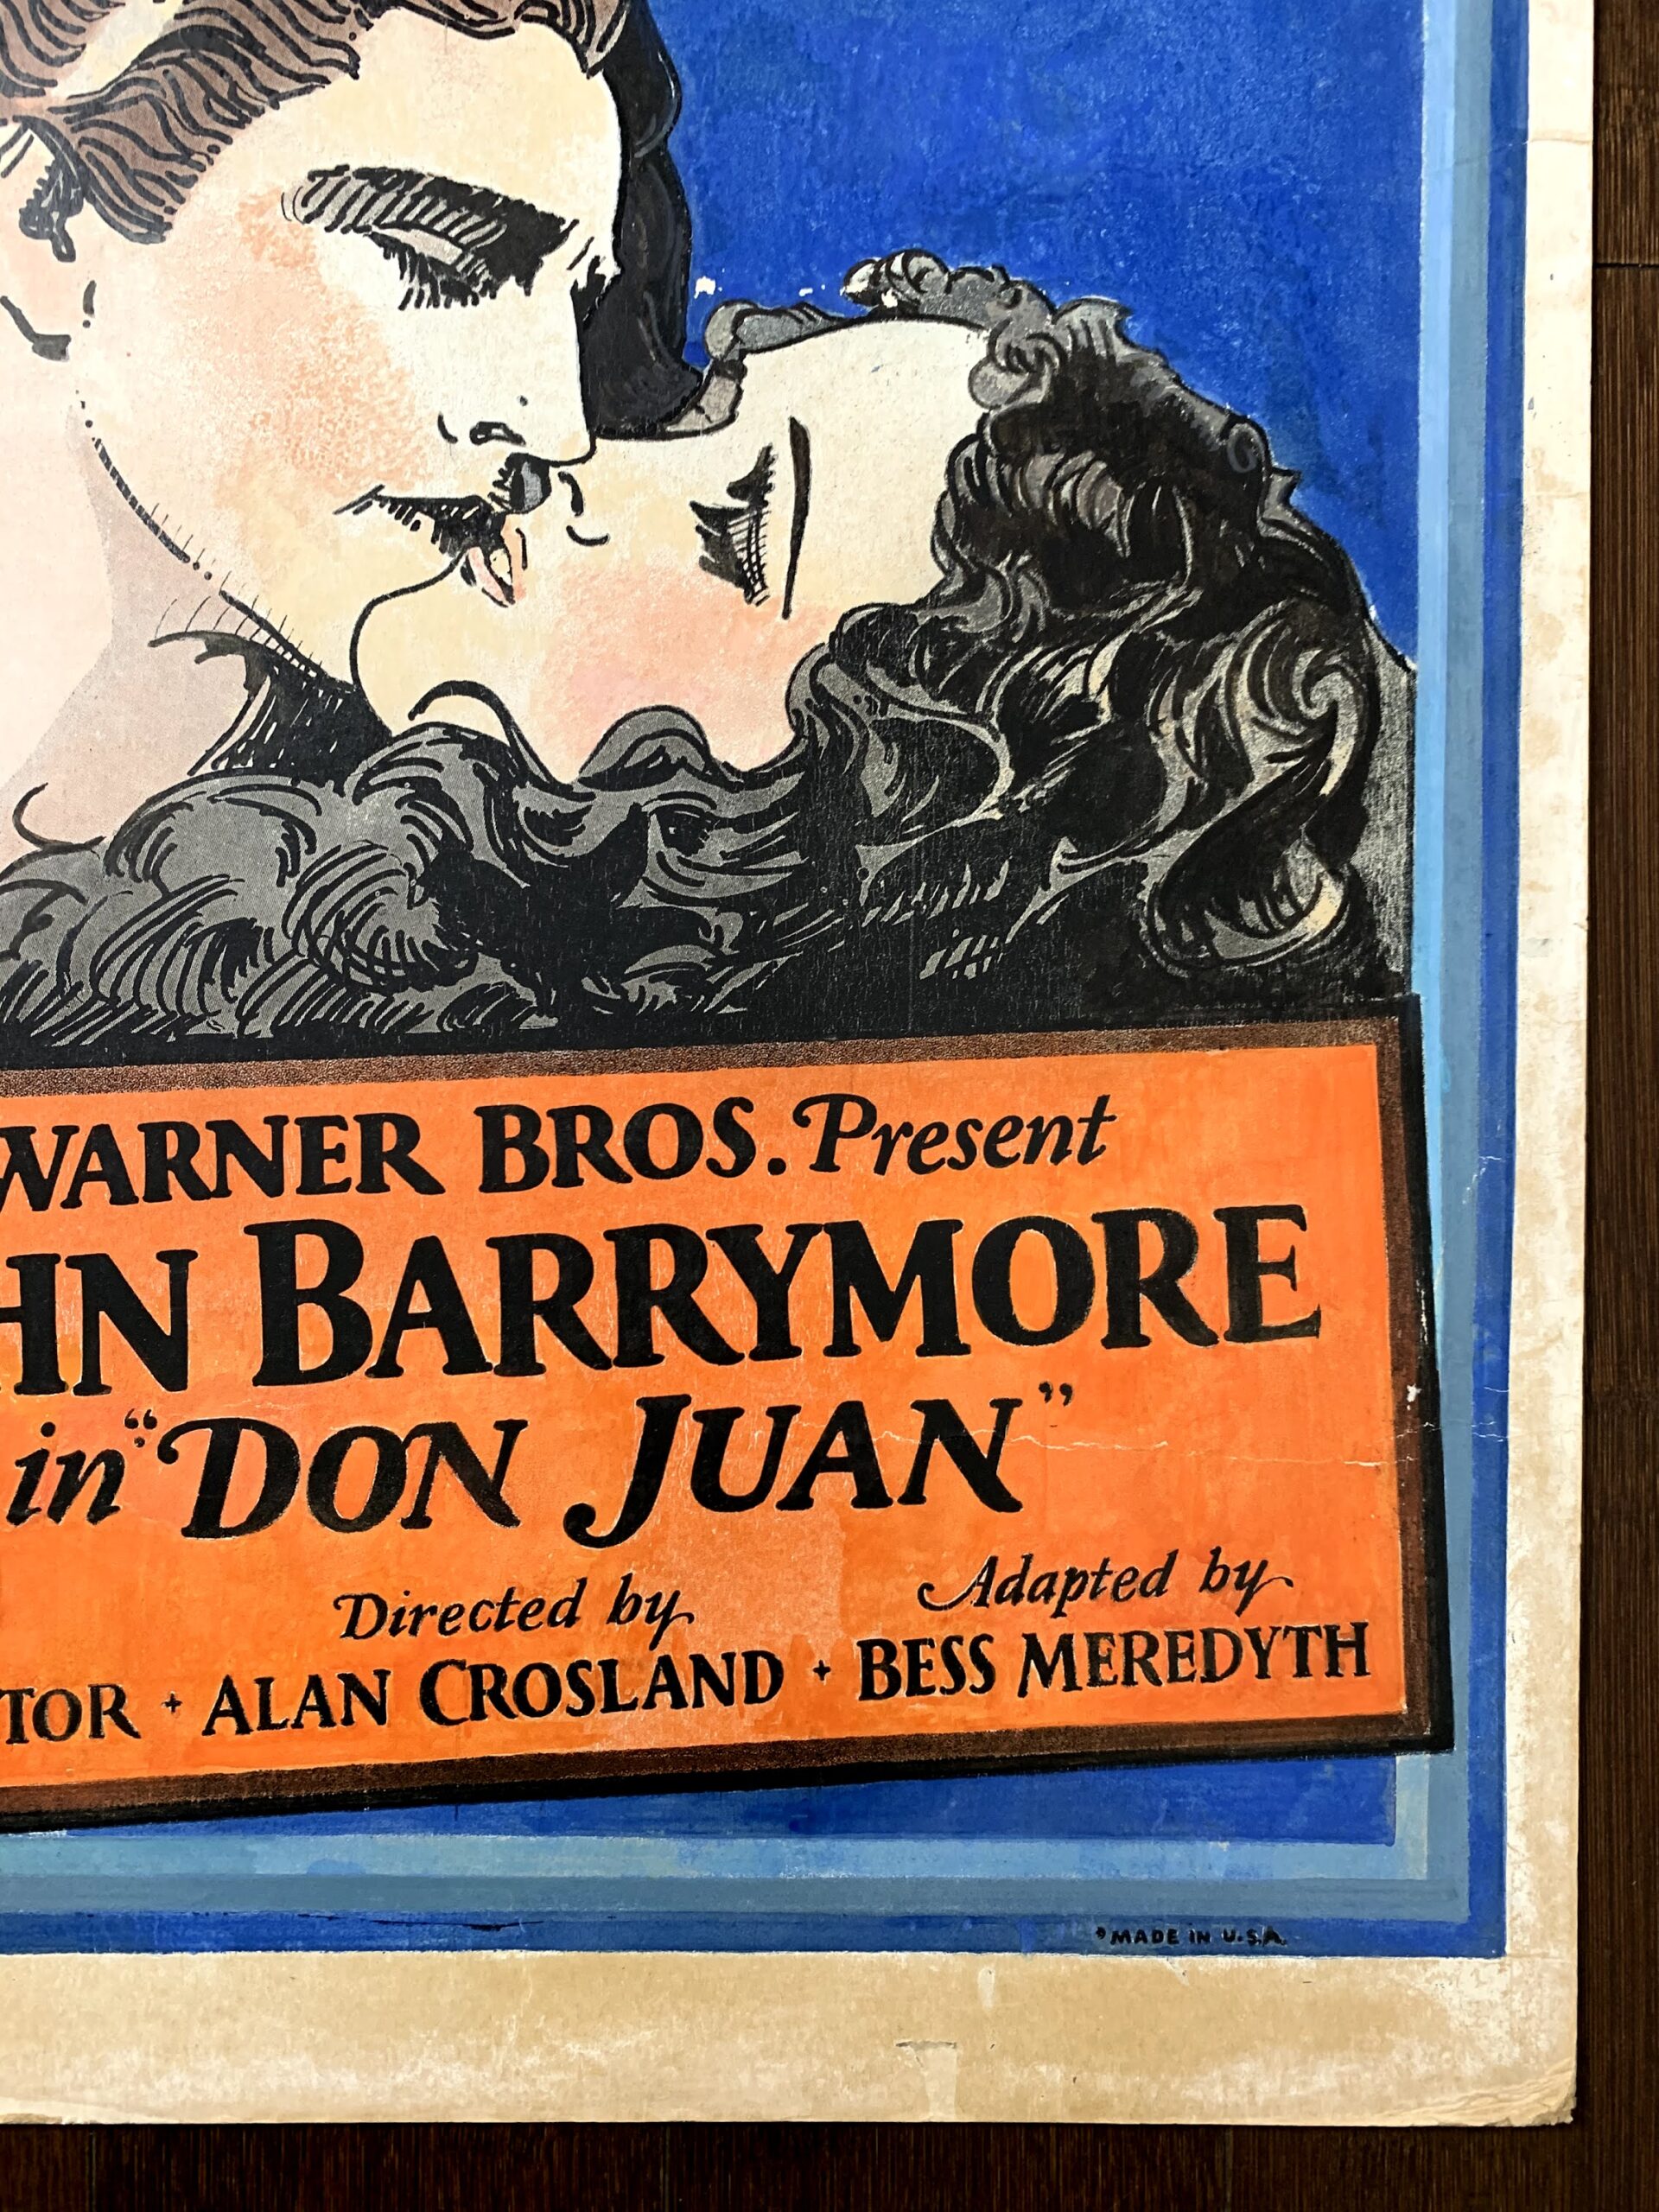 WARNER BROS. Present
HN BARRYMORE
in "DON JUAN"
Directed by
Adapted by
TOR + ALAN CROSLAND + BESS MEREDYTH
MADE IN U.S.A.